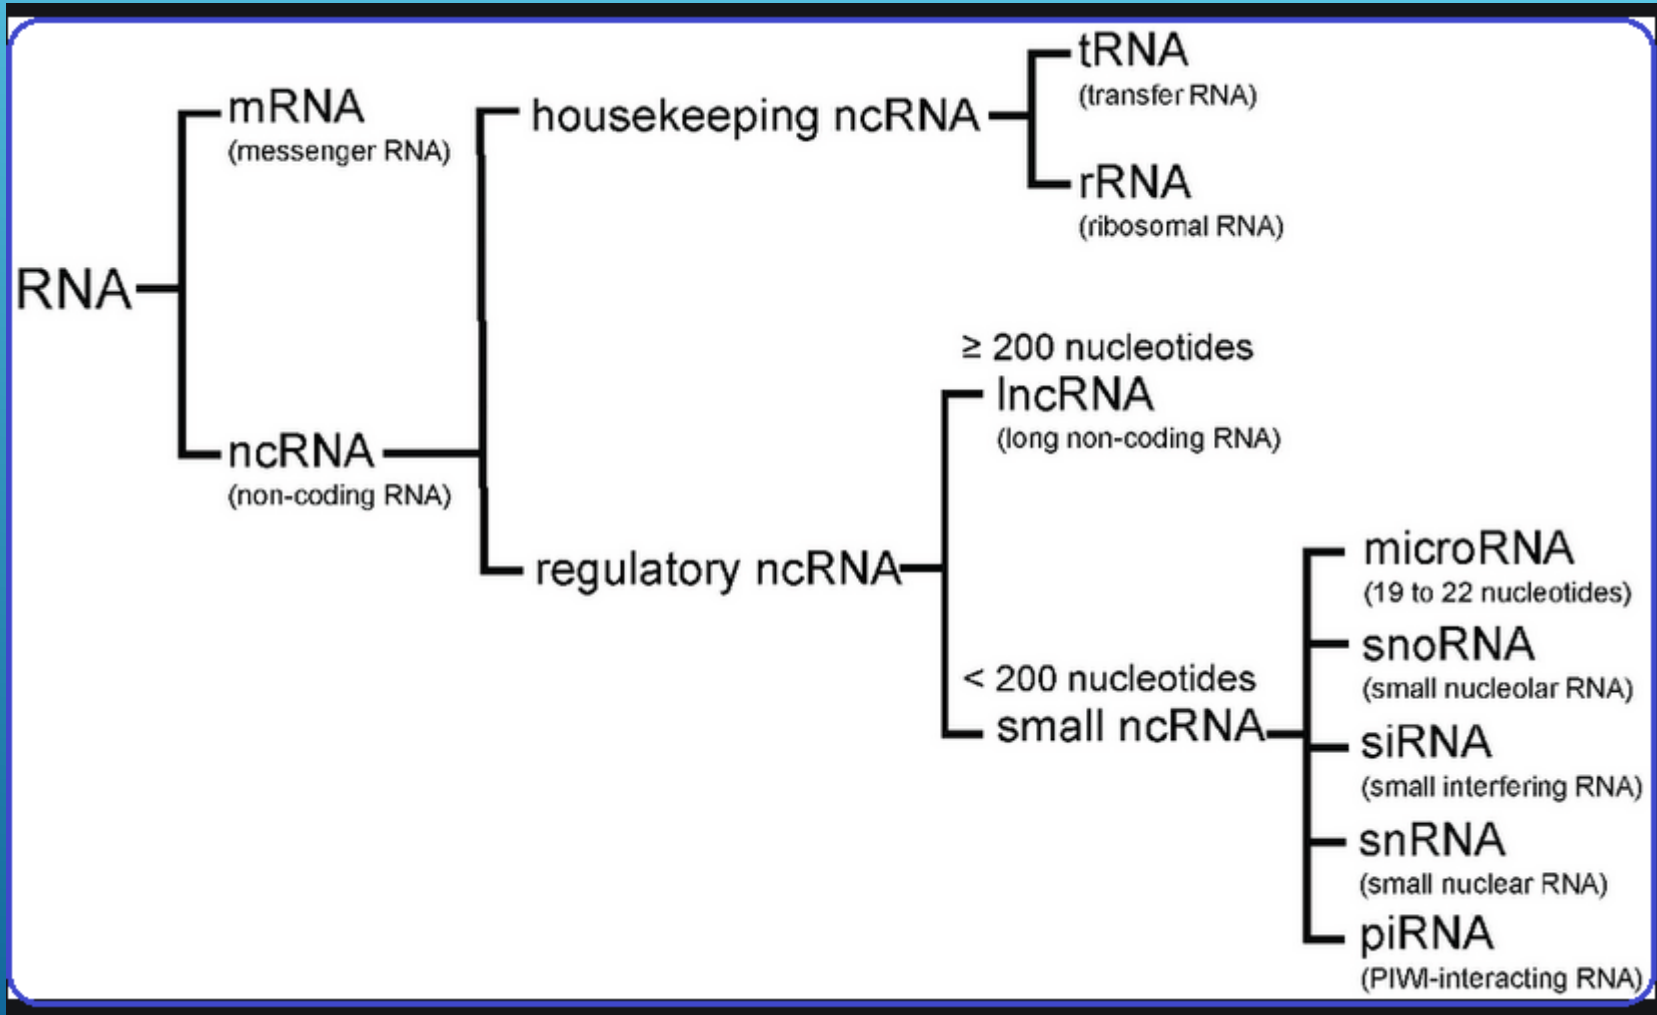 RNA
mRNA
(messenger RNA)
ncRNA
(non-coding RNA)
housekeeping ncRNA
tRNA
(transfer RNA)
rRNA
(ribosomal RNA)
regulatory ncRNA
≥ 200 nucleotides
lncRNA
(long non-coding RNA)
< 200 nucleotides
small ncRNA
microRNA
(19 to 22 nucleotides)
snoRNA
(small nucleolar RNA)
siRNA
(small interfering RNA)
snRNA
(small nuclear RNA)
piRNA
(PIWI-interacting RNA)